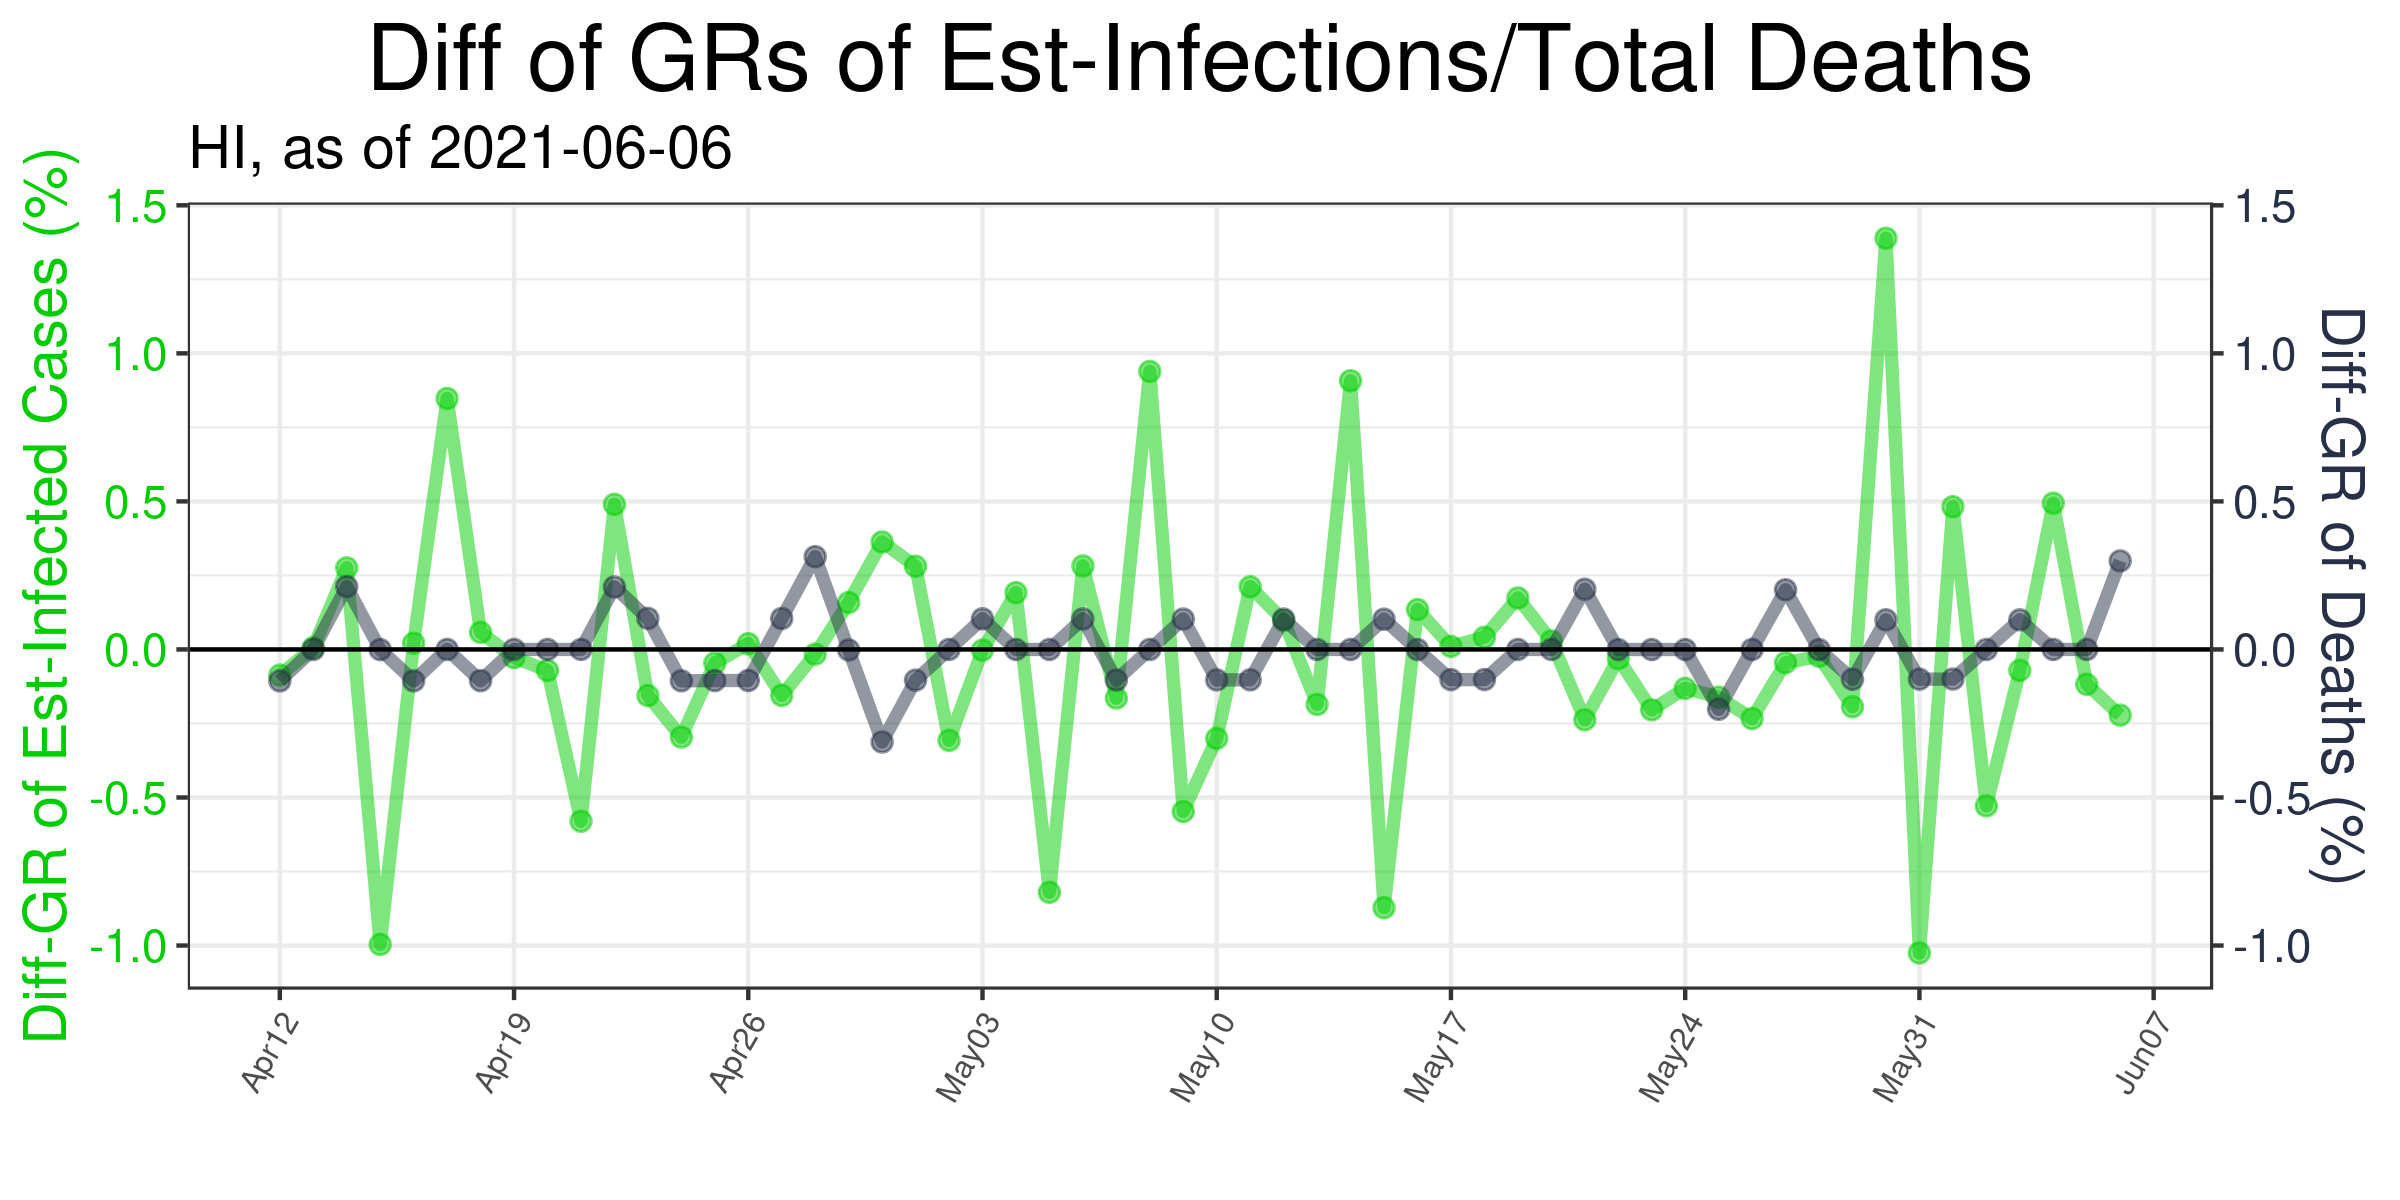 Diff of GRs of Est-Infections/Total Deaths
HI, as of 2021-06-06
Diff-GR of Est-Infected Cases (%)
1.5
1.0
0.5
0.0
-0.5
-1.0
1.5
1.0
0.5
0.0
-0.5
-1.0
Diff-GR of Deaths (%)
Apr12
Apr19
Apr26
May03
May10
May17
May24
May31
Jun07